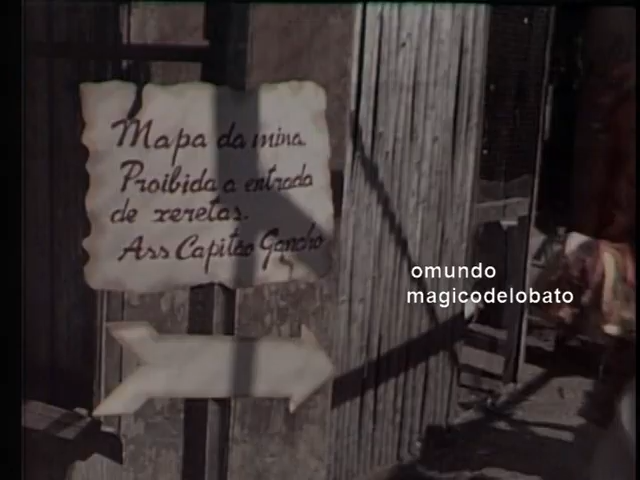 Mapa da mina
Proibida a entrada
de xeretas.
Ass Capitão Gancho
omundo
magicodelobato